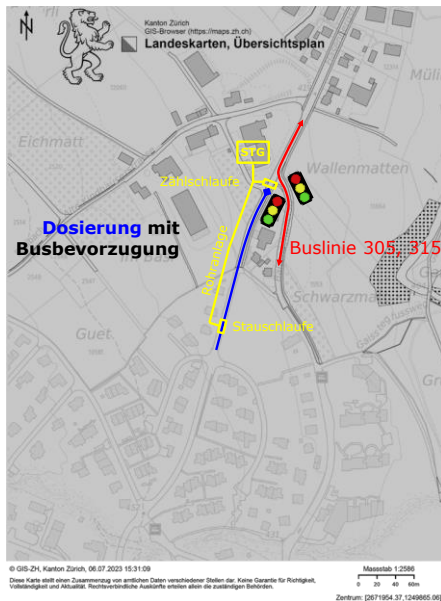 N
Kanton Zürich
GIS-Browser (https://maps.zh.ch)
Landeskarten, Übersichtsplan
Eichmatt
Wallenmatten
STG
Zählschlaufe
Dosierung mit
Busbevorzugung
Buslinie 305, 315
Rohranlage
Schwarzma
Stauschlaufe
Guet
© GIS-ZH, Kanton Zürich, 06.07.2023 15:31:09
Diese Karte stellt einen Zusammenzug von amtlichen Daten verschiedener Stellen dar. Keine Garantie für Richtigkeit,
Vollständigkeit und Aktualität. Rechtsverbindliche Auskünfte erteilen allein die zuständigen Behörden.
Massstab 1:2586
0 20 40 60m
Zentrum: [2671954.37,1249865.06]